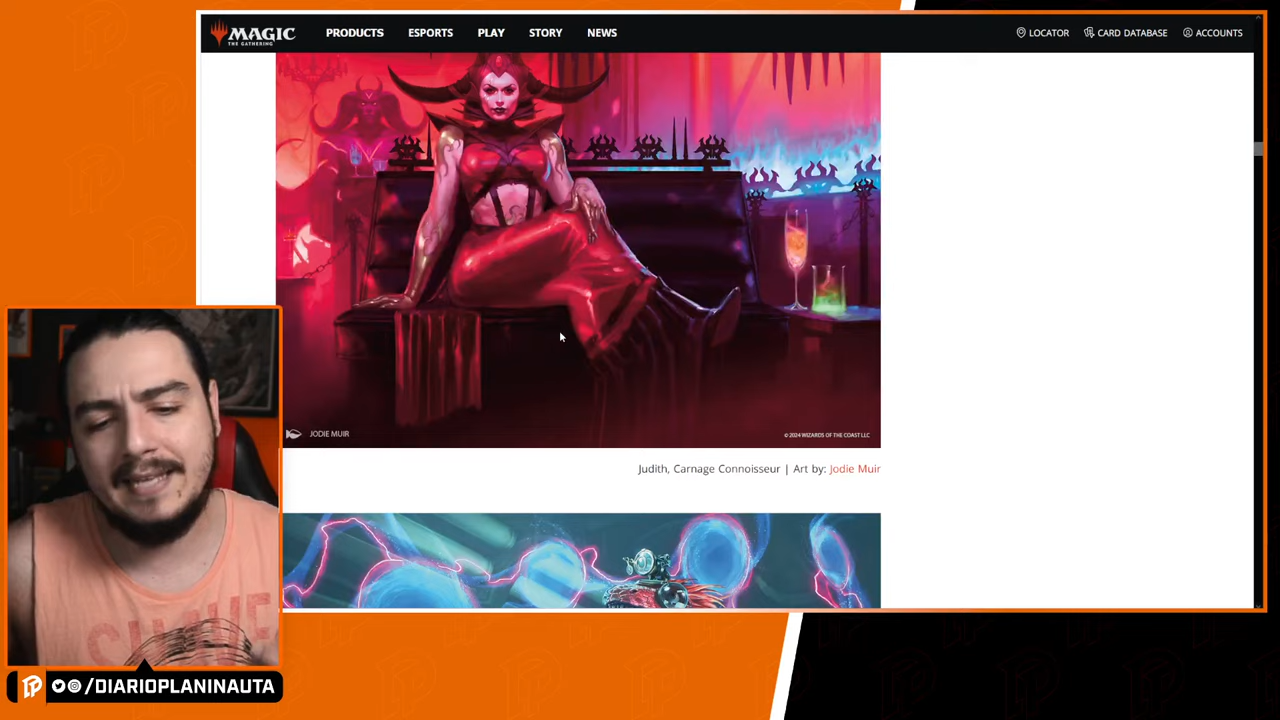 MAGIC
THE GATHERING
PRODUCTS ESPORTS PLAY STORY NEWS
LOCATOR CARD DATABASE ACCOUNTS
JODIE MUIR
© 2024 WIZARDS OF THE COAST LLC
Judith, Carnage Connoisseur | Art by: Jodie Muir
/DIARIOPLANINAUTA